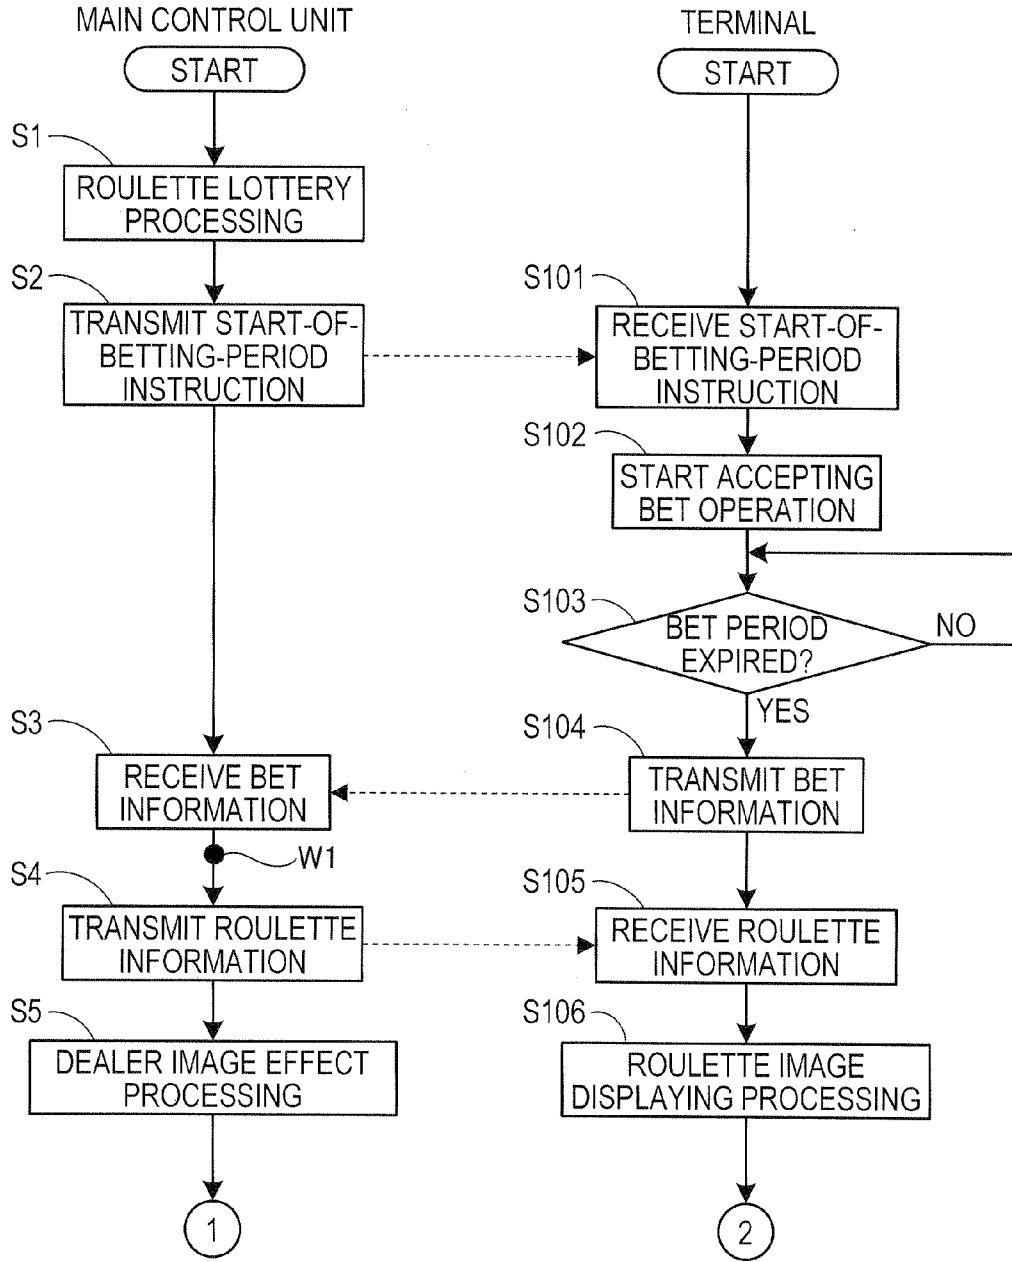 MAIN CONTROL UNIT
START
S1
ROULETTE LOTTERY
PROCESSING
S2
TRANSMIT START-OF-
BETTING-PERIOD
INSTRUCTION
S3
RECEIVE BET
INFORMATION
W1
S4
TRANSMIT ROULETTE
INFORMATION
S5
DEALER IMAGE EFFECT
PROCESSING
1
TERMINAL
START
S101
RECEIVE START-OF-
BETTING-PERIOD
INSTRUCTION
S102
START ACCEPTING
BET OPERATION
S103
BET PERIOD
EXPIRED?
NO
YES
S104
TRANSMIT BET
INFORMATION
S105
RECEIVE ROULETTE
INFORMATION
S106
ROULETTE IMAGE
DISPLAYING PROCESSING
2